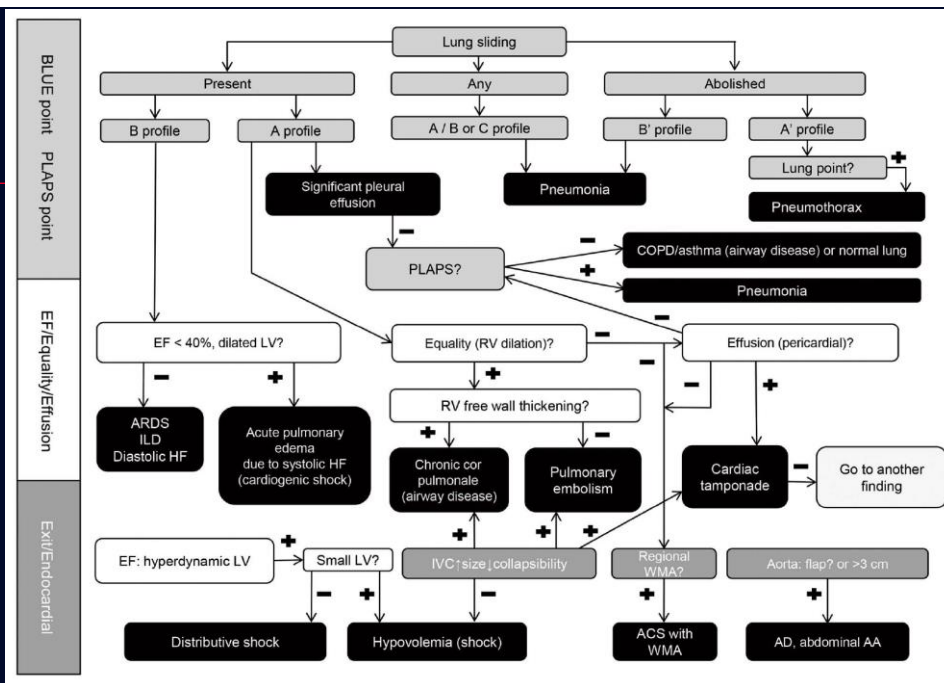 BLUE point PLAPS point
Lung sliding
Present
Any
Abolished
B profile
A profile
A / B or C profile
B' profile
A' profile
Lung point?
+
Significant pleural
effusion
Pneumonia
Pneumothorax
−
PLAPS?
−
COPD/asthma (airway disease) or normal lung
+
Pneumonia
EF/Equality/Effusion
EF < 40%, dilated LV?
Equality (RV dilation)?
−
−
−
Effusion (pericardial)?
−
+
−
+
+
RV free wall thickening?
+
−
ARDS
ILD
Diastolic HF
Acute pulmonary
edema
due to systolic HF
(cardiogenic shock)
Chronic cor
pulmonale
(airway disease)
Pulmonary
embolism
Cardiac
tamponade
−
Go to another
finding
Exit/Endocardial
+
+
+
EF: hyperdynamic LV
+
Small LV?
IVC↑size↓collapsibility
Regional
WMA?
Aorta: flap? or >3 cm
−
+
−
+
+
Distributive shock
Hypovolemia (shock)
ACS with
WMA
AD, abdominal AA